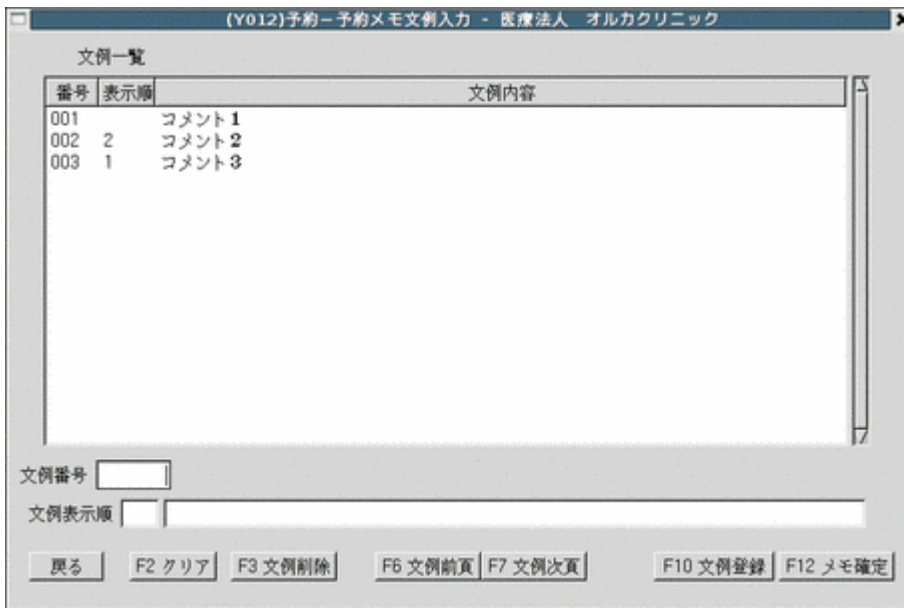 (Y012)予約－予約メモ文例入力 - 医療法人　オルカクリニック
文例一覧
番号 表示順 文例内容
001 コメント1
002 2 コメント2
003 1 コメント3
文例番号
文例表示順
戻る F2 クリア F3 文例削除 F6 文例前頁 F7 文例次頁 F10 文例登録 F12 メモ確定